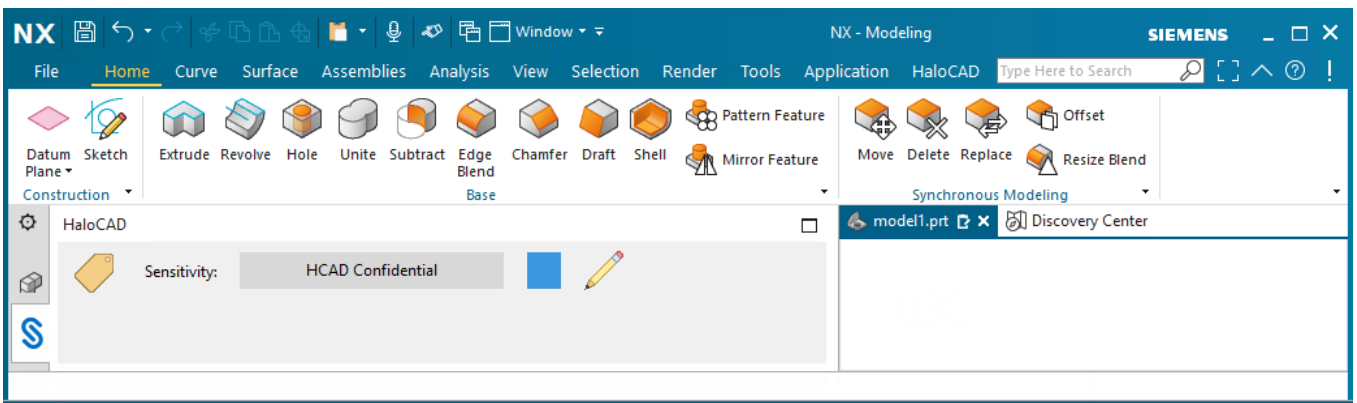 NX Window NX - Modeling SIEMENS
File Home Curve Surface Assemblies Analysis View Selection Render Tools Application HaloCAD Type Here to Search
Pattern Feature Offset
Datum Plane Sketch Extrude Revolve Hole Unite Subtract Edge Blend Chamfer Draft Shell Mirror Feature Move Delete Replace Resize Blend
Construction Base Synchronous Modeling
HaloCAD model1.prt Discovery Center
Sensitivity: HCAD Confidential